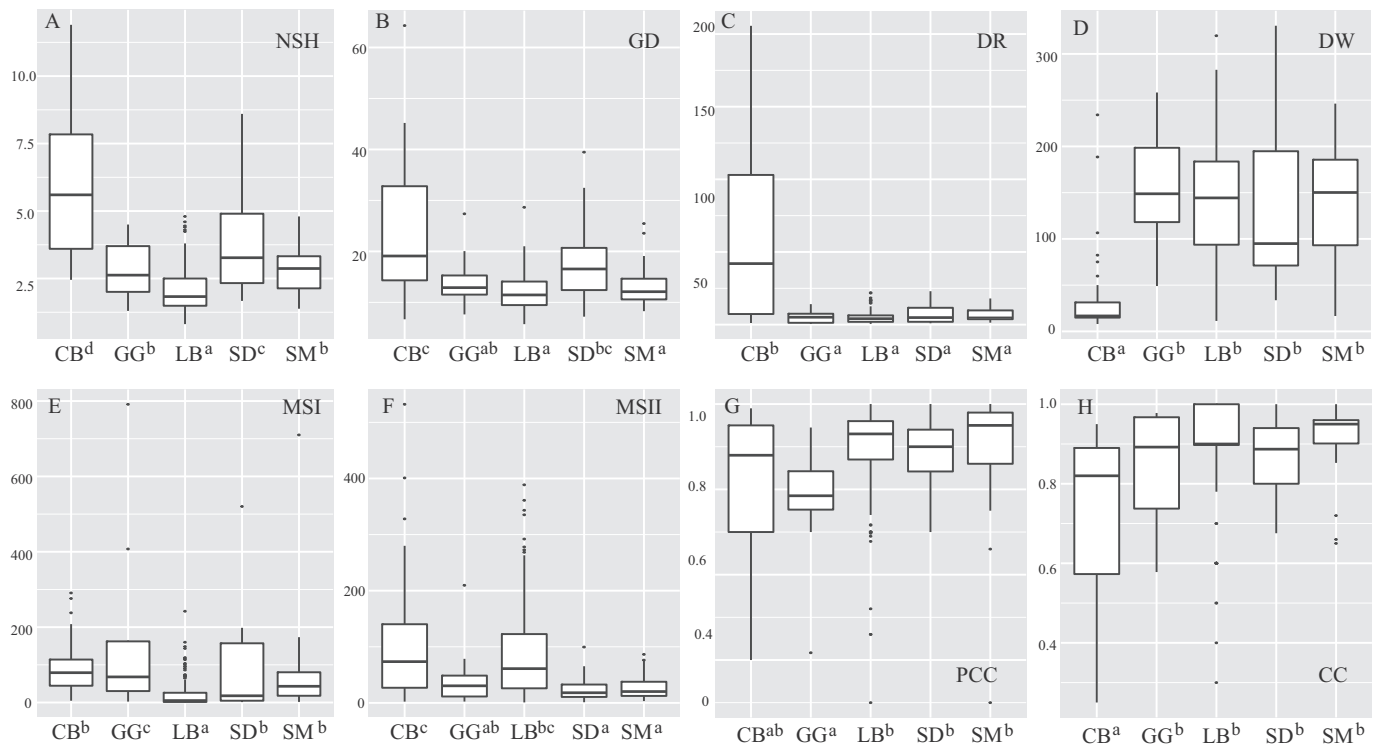 A NSH
10.0
7.5
5.0
2.5
CBᵈ GGᵇ LBᵃ SDᶜ SMᵇ
B GD
60
40
20
CBᶜ GGᵃᵇ LBᵃ SDᵇᶜ SMᵃ
C DR
200
150
100
50
CBᵇ GGᵃ LBᵃ SDᵃ SMᵃ
D DW
300
200
100
0
CBᵃ GGᵇ LBᵇ SDᵇ SMᵇ
E MSI
800
600
400
200
0
CBᵇ GGᶜ LBᵃ SDᵇ SMᵇ
F MSII
400
200
0
CBᶜ GGᵃᵇ LBᵇᶜ SDᵃ SMᵃ
G
1.0
0.8
0.6
0.4
0
PCC
CBᵃᵇ GGᵃ LBᵇ SDᵇ SMᵇ
H
1.0
0.8
0.6
0.4
CC
CBᵃ GGᵇ LBᵇ SDᵇ SMᵇ